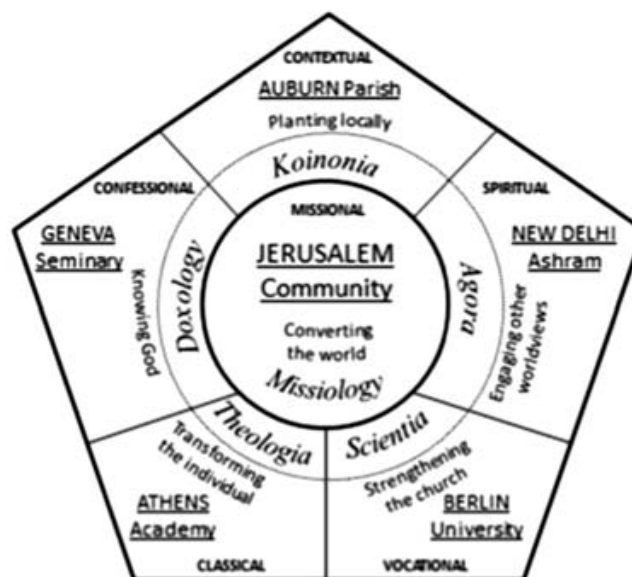 CONTEXTUAL
AUBURN Parish
Planting locally
Koinonia
CONFESSIONAL
GENEVA
Seminary
Knowing God
Doxology
MISSIONAL
JERUSALEM
Community
Converting
the world
Missiology
SPIRITUAL
NEW DELHI
Ashram
Engaging other
worldviews
Agora
Theologia
Transforming
the individual
ATHENS
Academy
CLASSICAL
Scientia
Strengthening
the church
BERLIN
University
VOCATIONAL